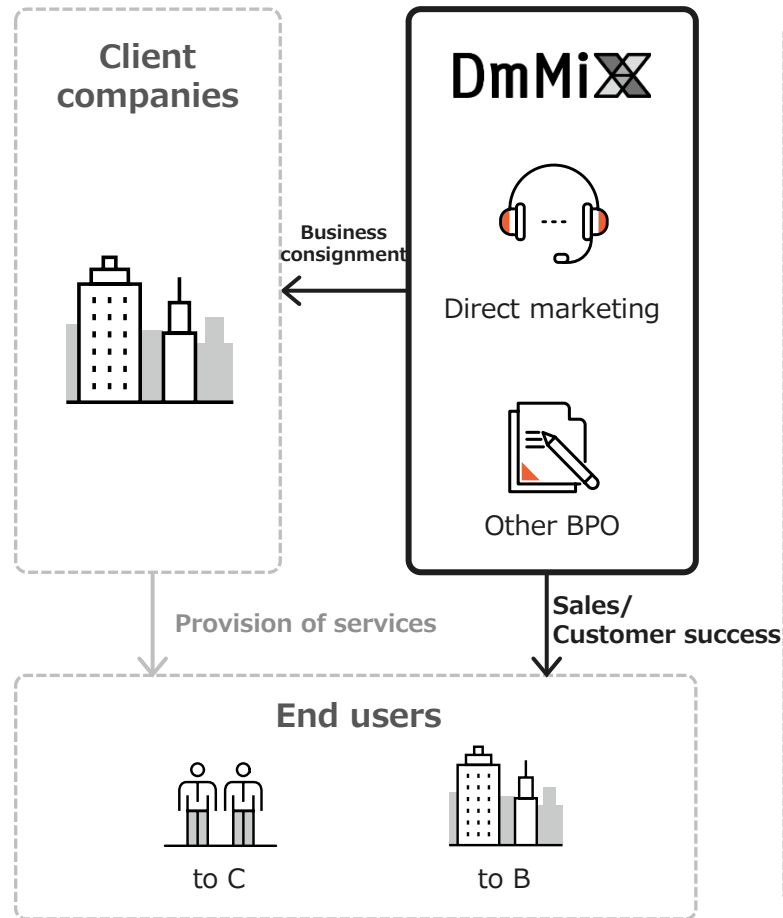 Client
companies
DmMiX
Business
consignment
Direct marketing
Other BPO
Provision of services
Sales/
Customer success
End users
to C
to B